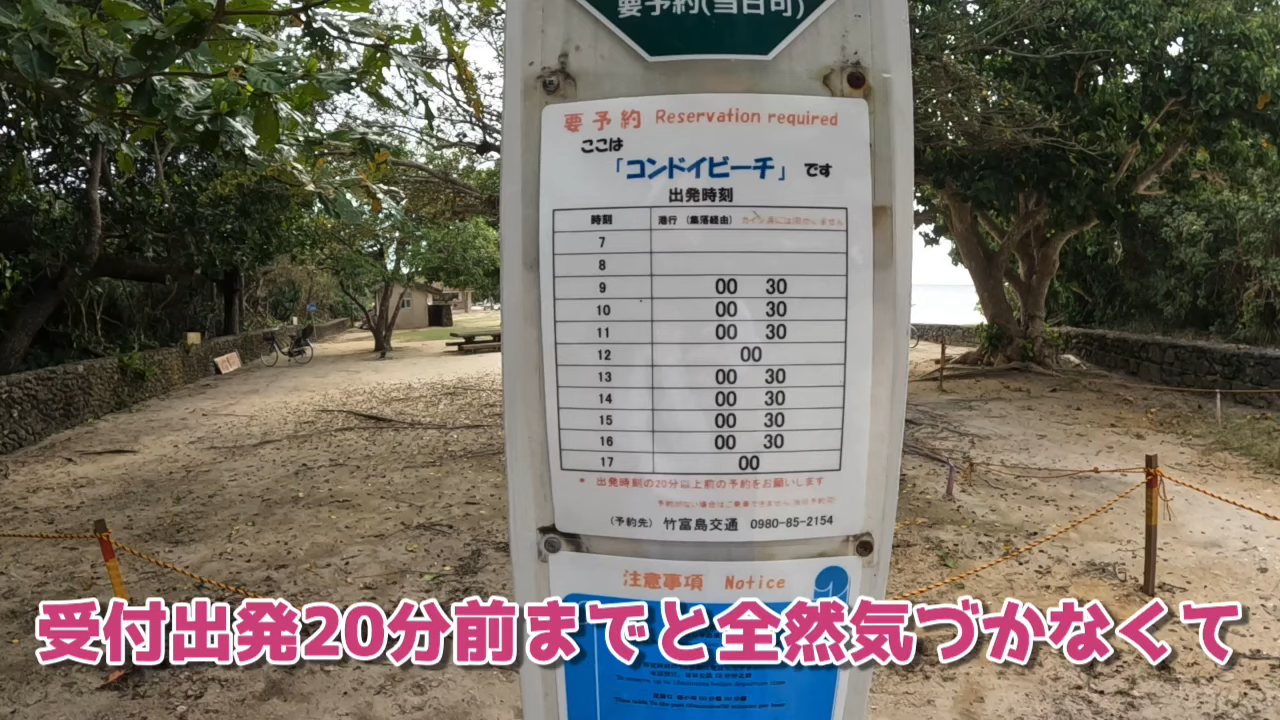 要予約(当日可)
要予約 Reservation required
ここは
「コンドイビーチ」 です
出発時刻
時刻 港行 (集落経由)
7
8
9 00 30
10 00 30
11 00 30
12 00
13 00 30
14 00 30
15 00 30
16 00 30
17 00
* 出発時刻の20分以上前の予約をお願いします
(予約先) 竹富島交通 0980-85-2154
注意事項 Notice
受付出発20分前までと全然気づかなくて